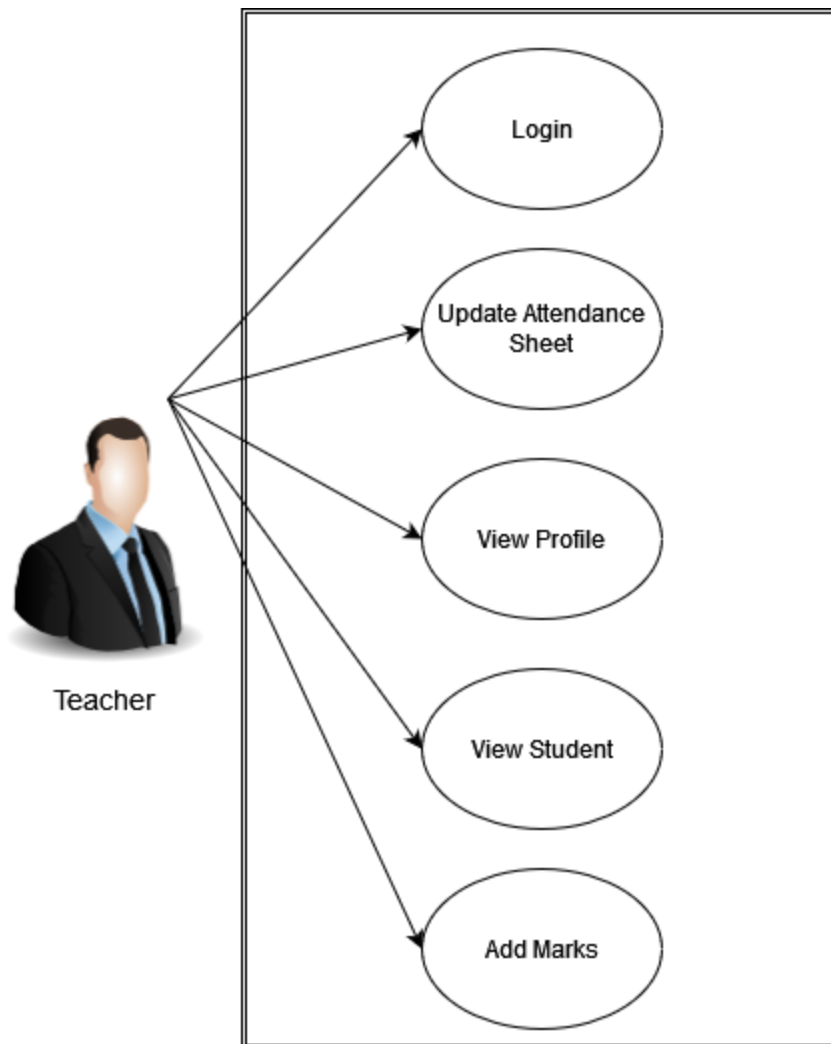 Login
Update Attendance
Sheet
View Profile
Teacher
View Student
Add Marks